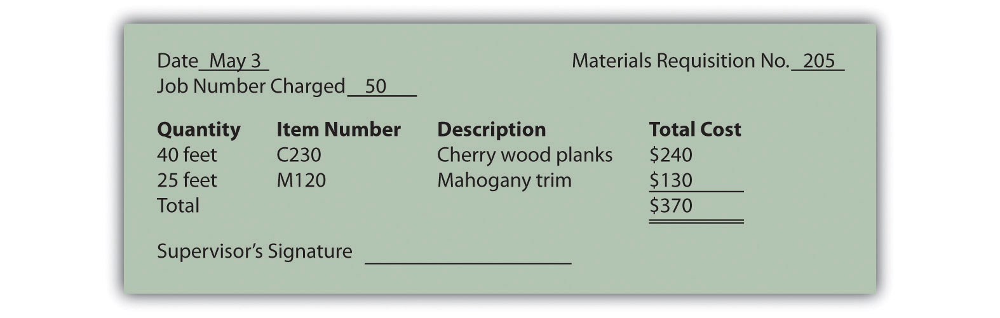 Date May 3 Materials Requisition No. 205
Job Number Charged 50
Quantity Item Number Description Total Cost
40 feet C230 Cherry wood planks $240
25 feet M120 Mahogany trim $130
Total $370
Supervisor’s Signature